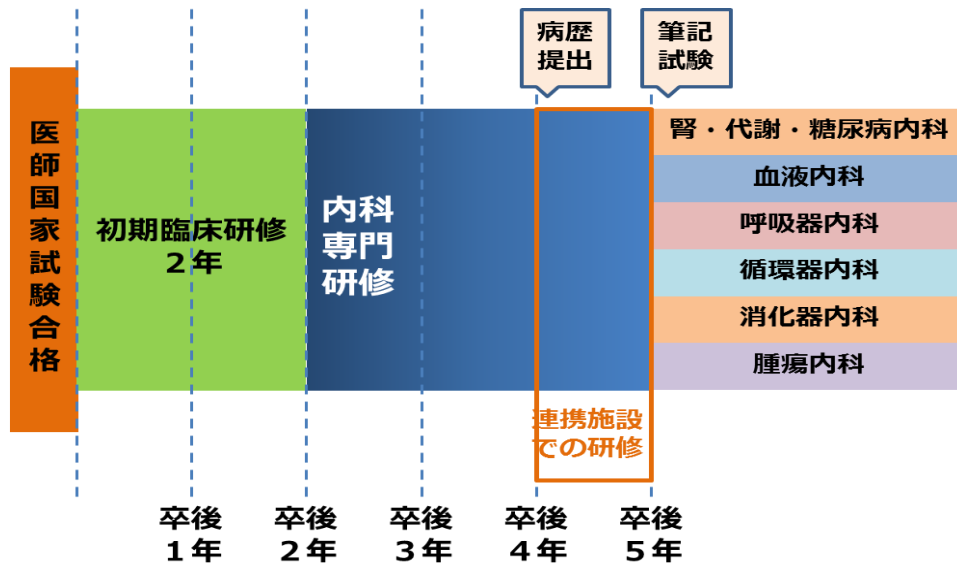 病歴
提出
筆記
試験
医師国家試験合格
初期臨床研修
２年
内科
専門
研修
腎・代謝・糖尿病内科
血液内科
呼吸器内科
循環器内科
消化器内科
腫瘍内科
連携施設
での研修
卒後
１年
卒後
２年
卒後
３年
卒後
４年
卒後
５年